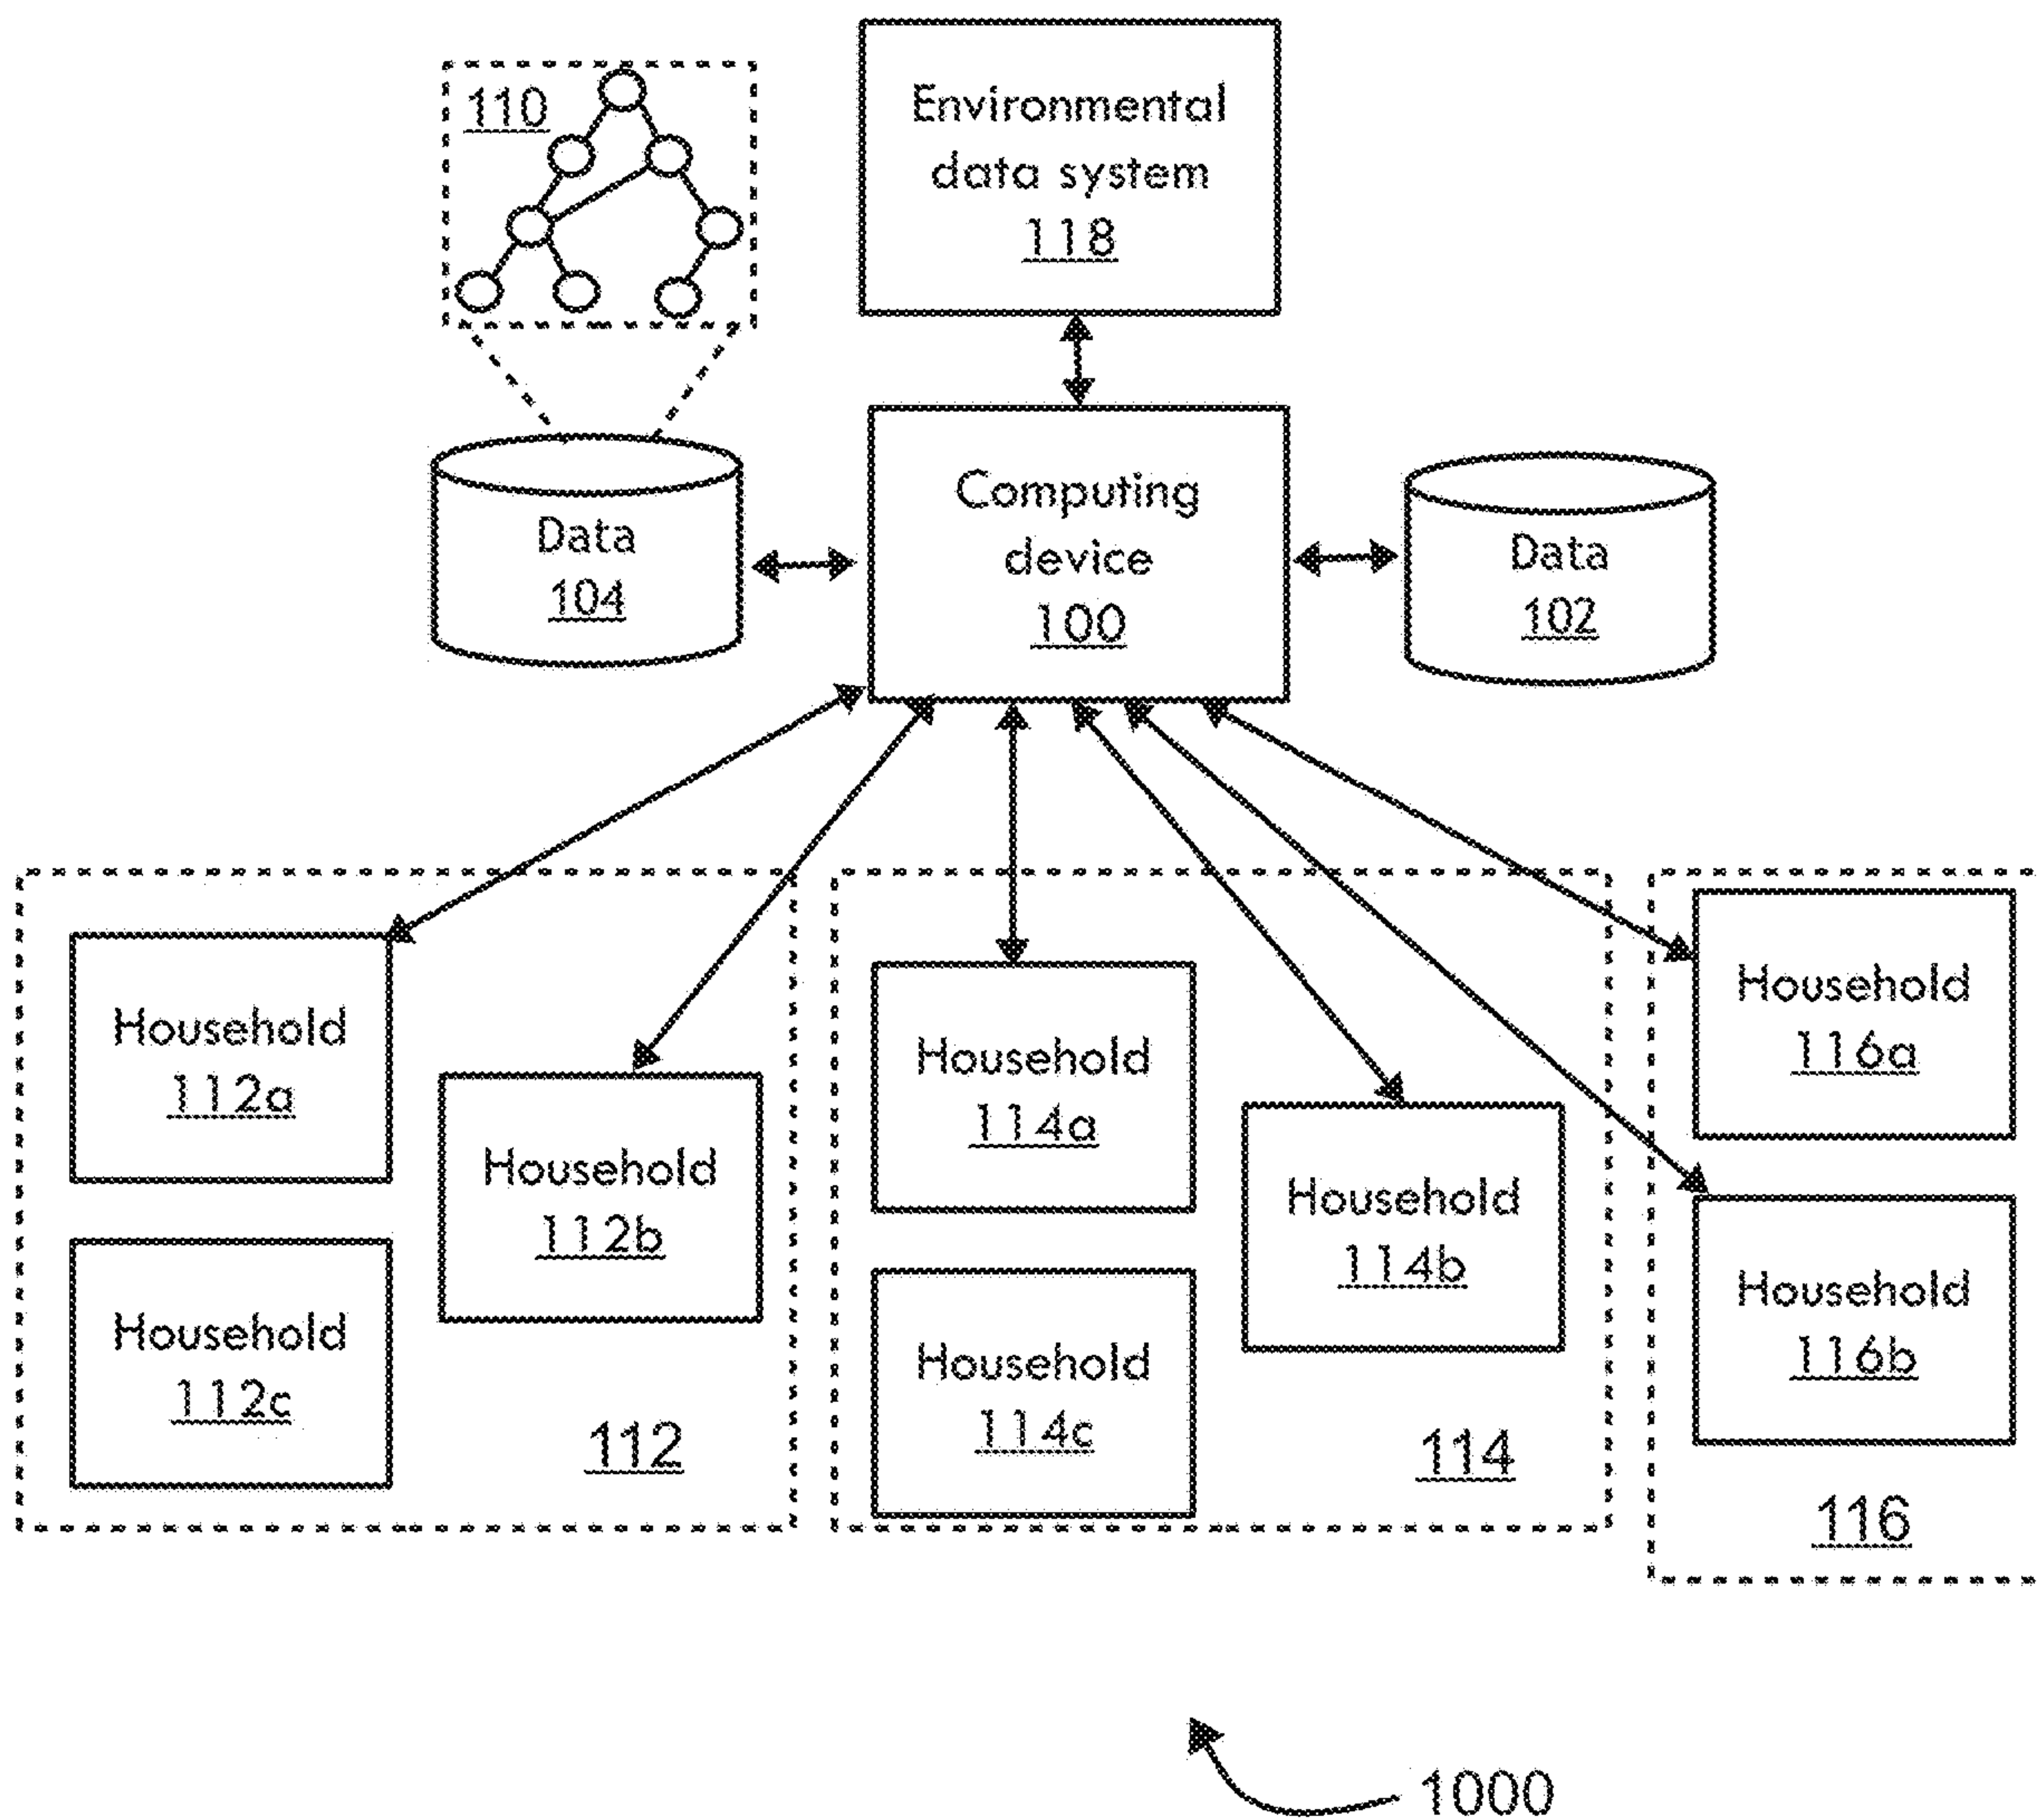 110
Environmental
data system
118
Data
104
Computing
device
100
Data
102
Household
112a
Household
112b
Household
112c
112
Household
114a
Household
114b
Household
114c
114
Household
116a
Household
116b
116
1000